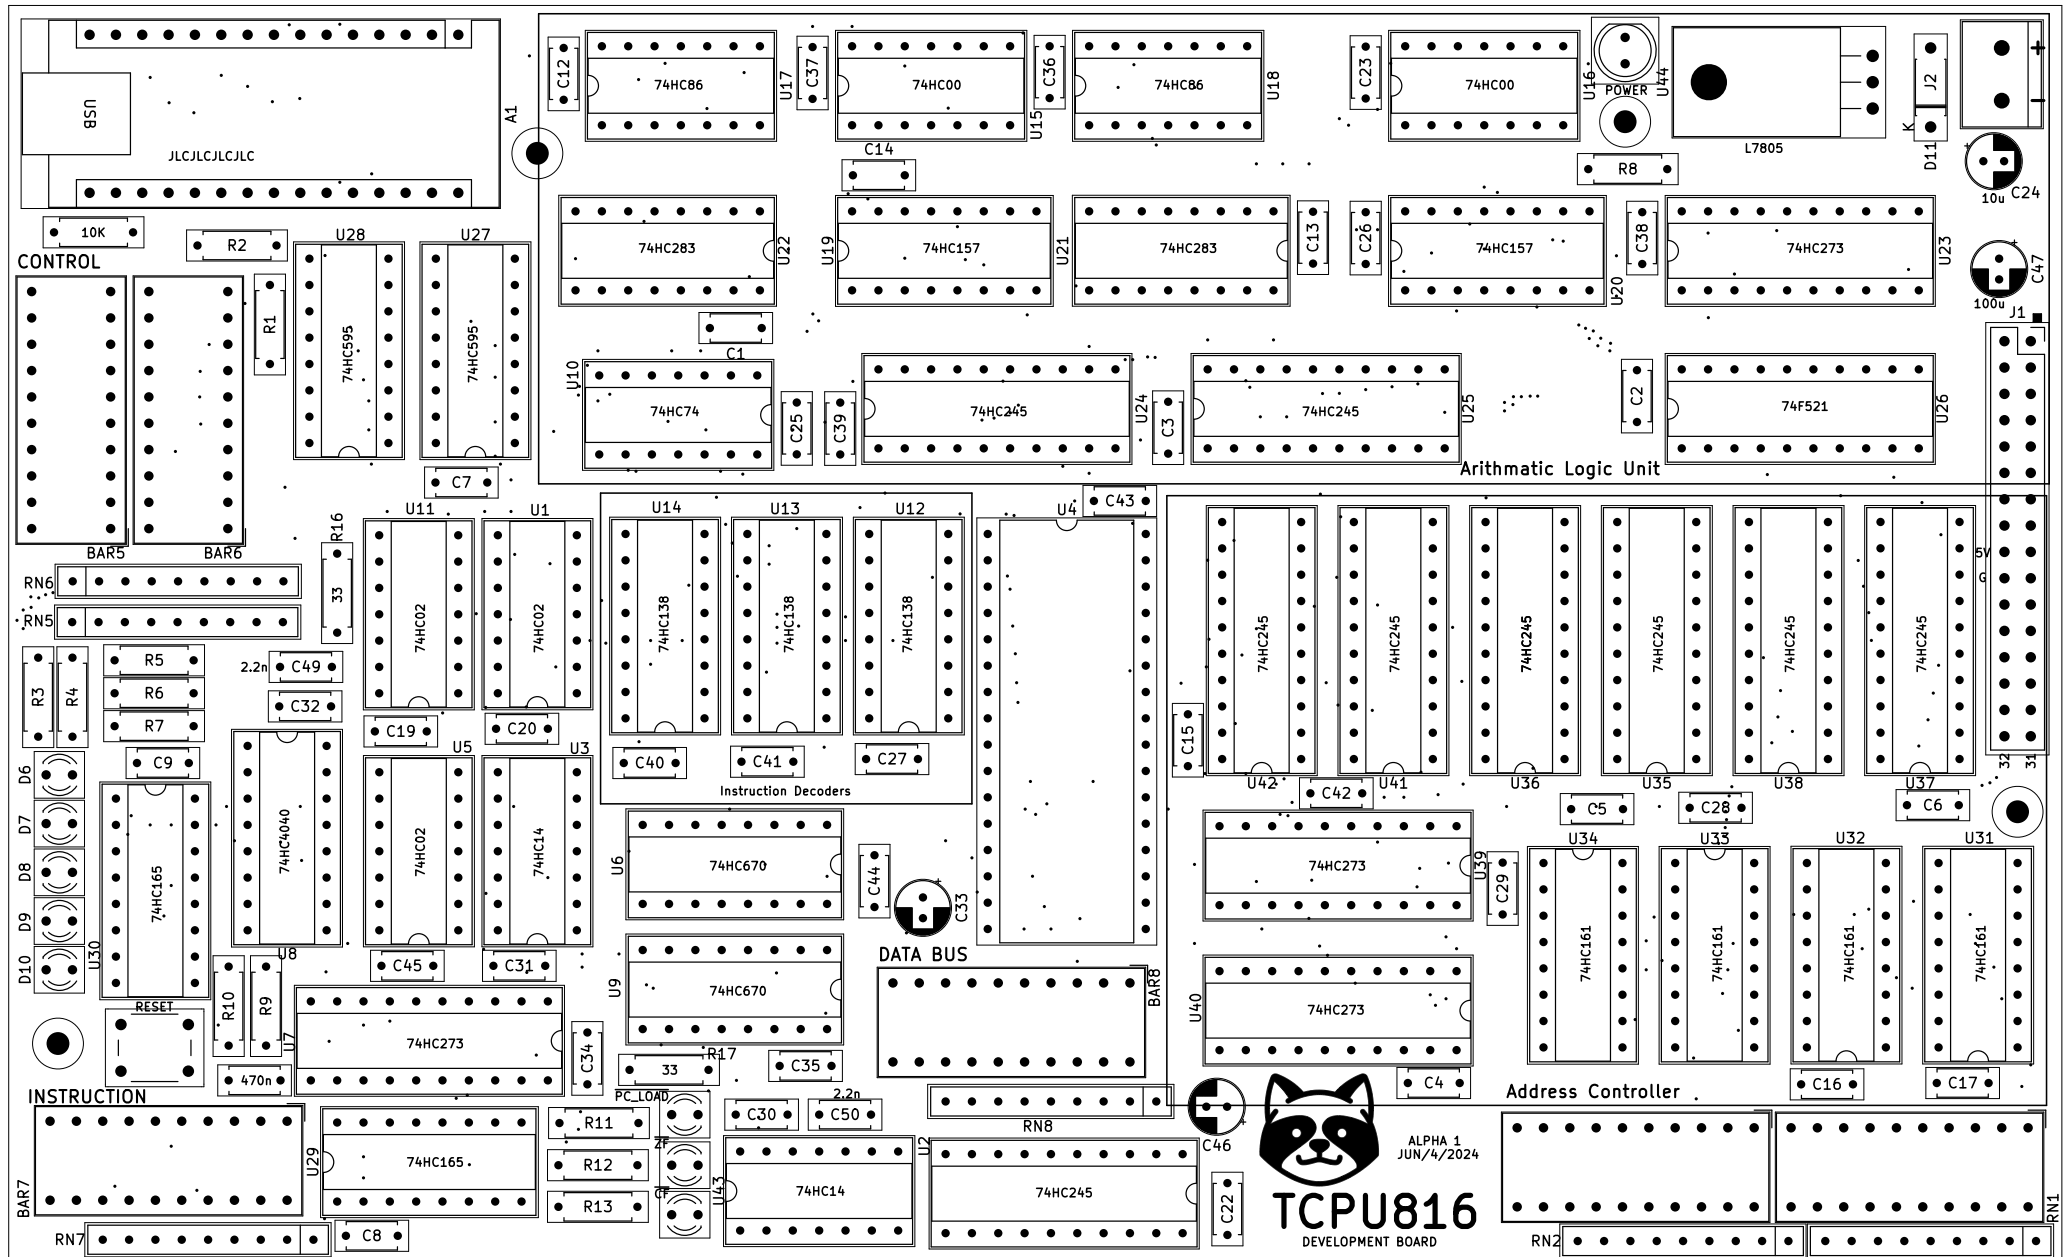 USB
JLCJLCJLCJLC
A1
C12
74HC86
U17
C37
74HC00
U15
C36
74HC86
U18
C23
74HC00
U16
POWER
U44
L7805
J2
K
D11
+
-
C14
R8
10u
C24
10K
R2
U28
U27
CONTROL
R1
74HC595
74HC595
74HC283
U22
U19
74HC157
U21
74HC283
C13
C26
74HC157
U20
C38
74HC273
U23
C47
100u
J1
C1
U10
74HC74
C25
C39
74HC245
U24
C3
74HC245
U25
C2
74F521
U26
Arithmatic Logic Unit
C7
BAR5
BAR6
R16
33
U11
U1
74HC02
74HC02
U14
U13
U12
74HC138
74HC138
74HC138
U4
C43
RN6
RN5
R3
R4
R5
R6
R7
2.2n
C49
C32
C19
C20
C9
U5
U3
C40
C41
C27
Instruction Decoders
C15
74HC245
74HC245
74HC245
74HC245
74HC245
74HC245
U42
U41
U36
U35
U38
U37
5V
G
32
31
C42
C5
C28
C6
D6
D7
D8
D9
D10
74HC165
U30
74HC4040
U8
74HC02
74HC14
C45
C31
U6
74HC670
C44
C33
U9
74HC670
DATA BUS
BAR8
74HC273
U39
C29
U40
74HC273
U34
U33
U32
U31
74HC161
74HC161
74HC161
74HC161
RESET
R10
R9
U7
74HC273
C34
470n
R17
33
C35
C4
C16
C17
Address Controller
INSTRUCTION
BAR7
U29
74HC165
R11
R12
R13
PC_LOAD
ZF
CF
C30
2.2n
C50
RN8
U43
74HC14
U2
74HC245
C46
C22
ALPHA 1
JUN/4/2024
TCPU816
DEVELOPMENT BOARD
RN7
C8
RN2
RN1